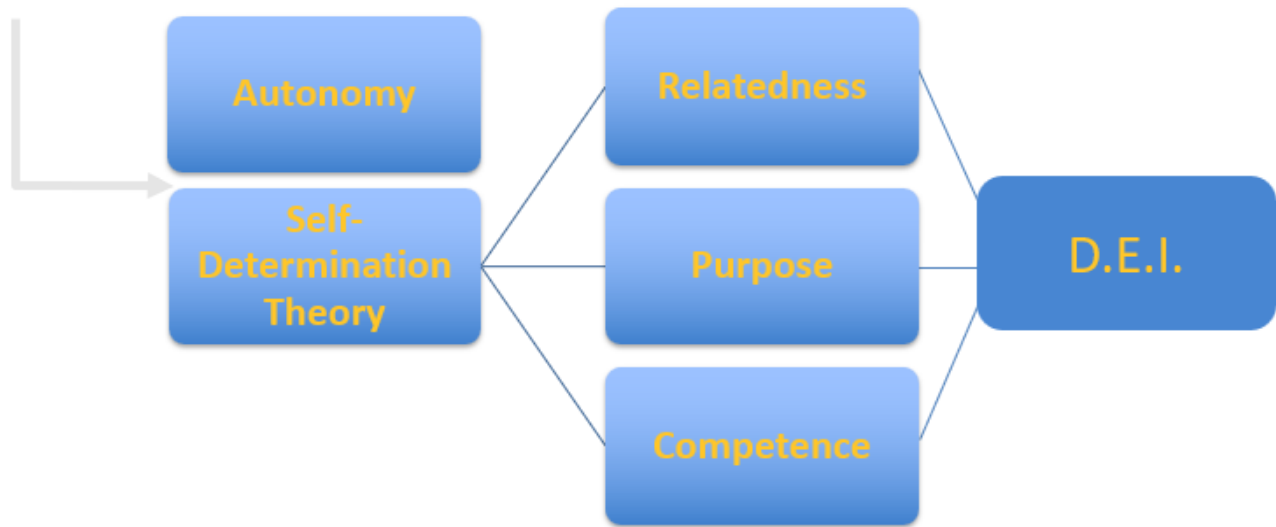 Autonomy
Self-
Determination
Theory
Relatedness
Purpose
Competence
D.E.I.